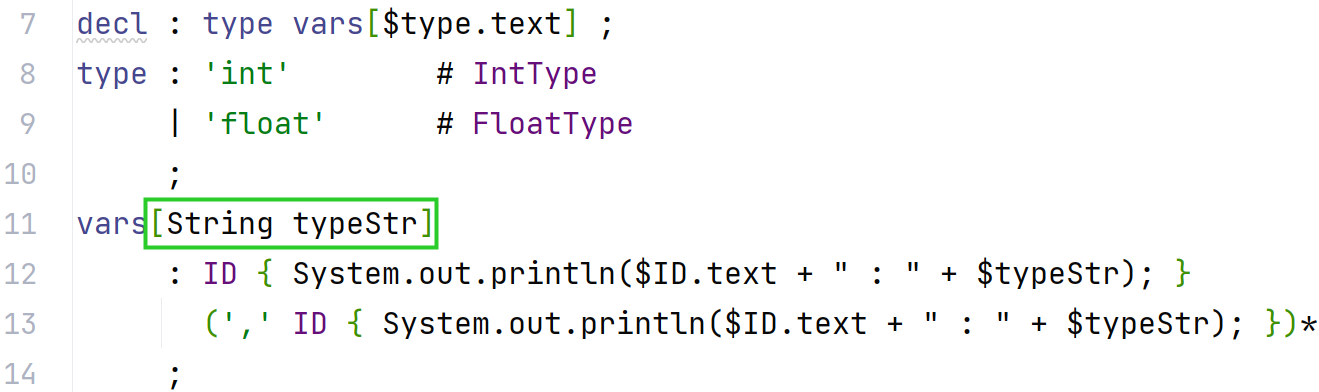 7 decl : type vars[$type.text] ;
8 type : 'int' # IntType
9 | 'float' # FloatType
10 ;
11 vars[String typeStr]
12 : ID { System.out.println($ID.text + " : " + $typeStr); }
13 (',' ID { System.out.println($ID.text + " : " + $typeStr); })*
14 ;